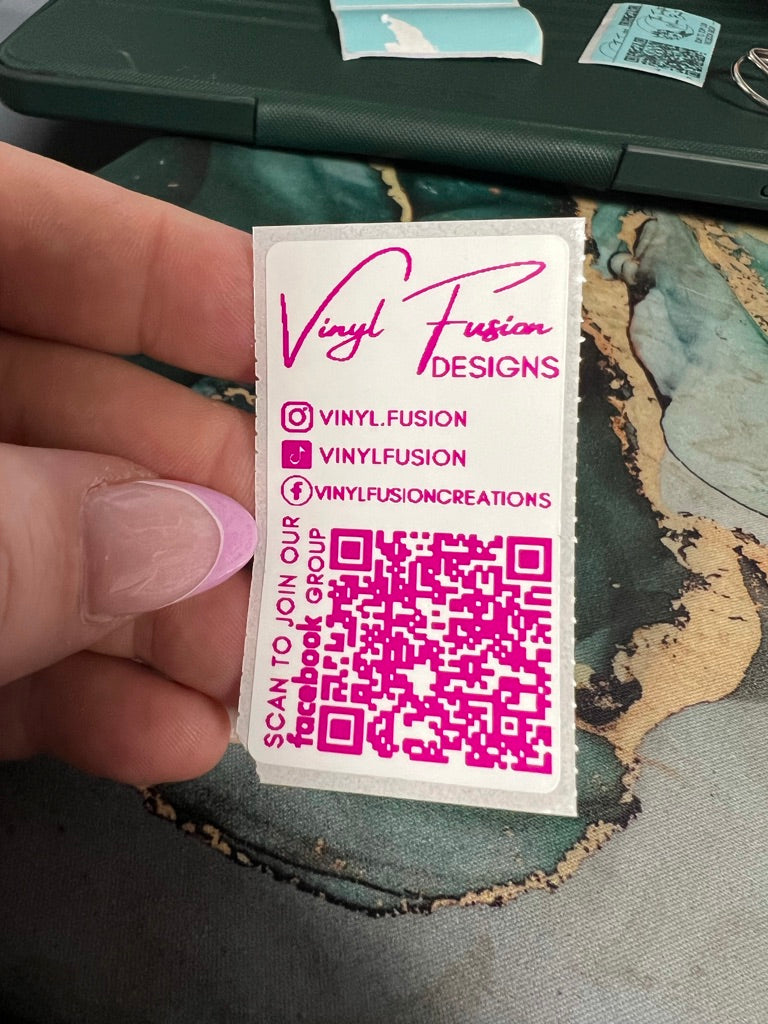 Vinyl Fusion
DESIGNS
VINYL.FUSION
VINYLFUSION
VINYLFUSIONCREATIONS
SCAN TO JOIN OUR
facebook GROUP